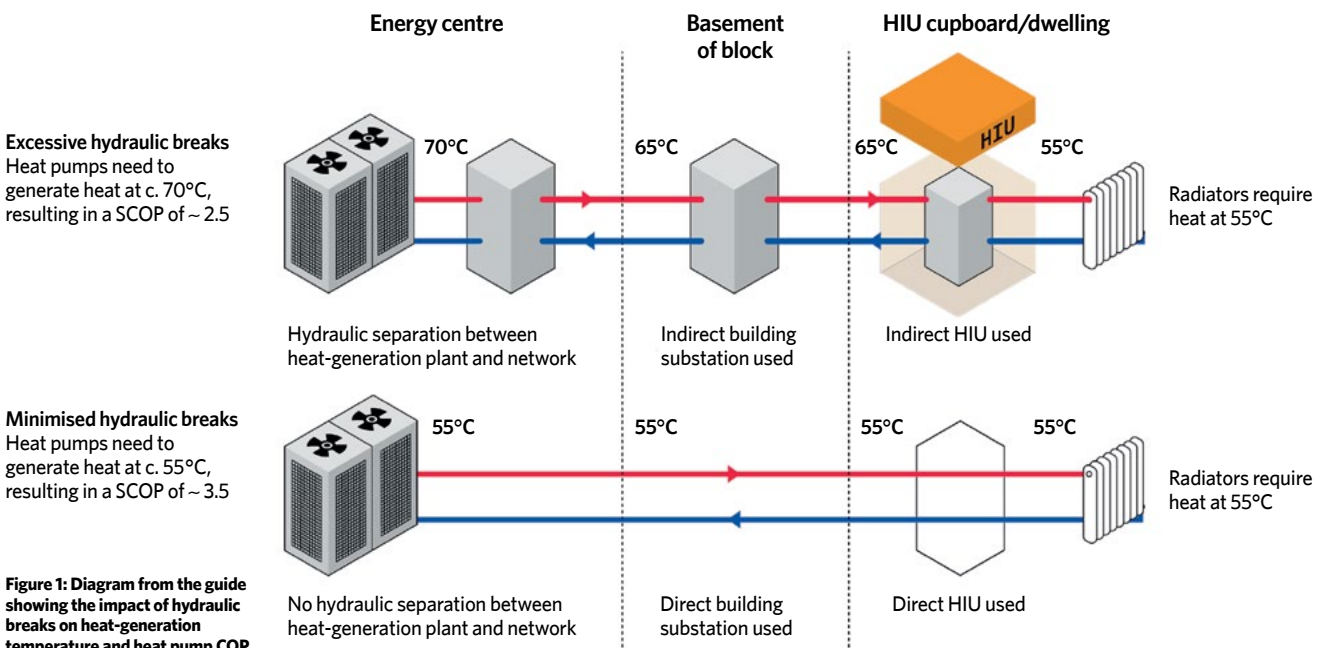 Energy centre
Basement
of block
HIU cupboard/dwelling
Excessive hydraulic breaks
Heat pumps need to
generate heat at c. 70°C,
resulting in a SCOP of ~ 2.5
70°C
65°C
65°C
HIU
55°C
Radiators require
heat at 55°C
Hydraulic separation between
heat-generation plant and network
Indirect building
substation used
Indirect HIU used
Minimised hydraulic breaks
Heat pumps need to
generate heat at c. 55°C,
resulting in a SCOP of ~ 3.5
55°C
55°C
55°C
55°C
Radiators require
heat at 55°C
No hydraulic separation between
heat-generation plant and network
Direct building
substation used
Direct HIU used
Figure 1: Diagram from the guide
showing the impact of hydraulic
breaks on heat-generation
temperature and heat pump COP